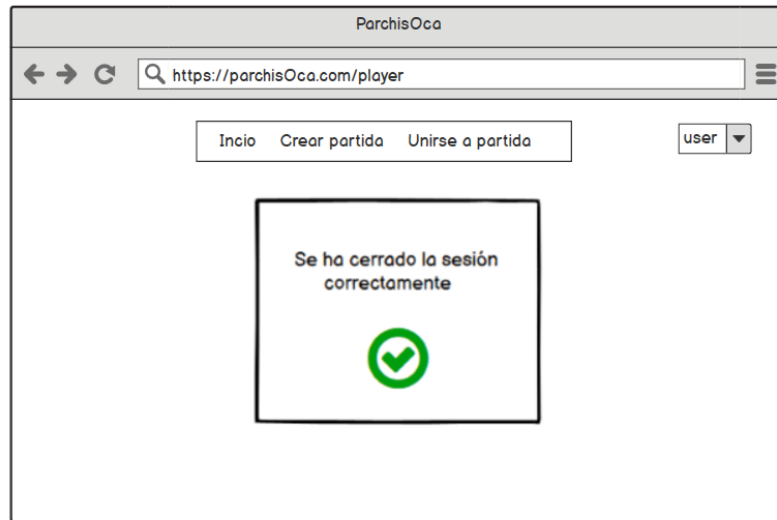 ParchisOca
https://parchisOca.com/player
Incio Crear partida Unirse a partida
user
Se ha cerrado la sesión
correctamente